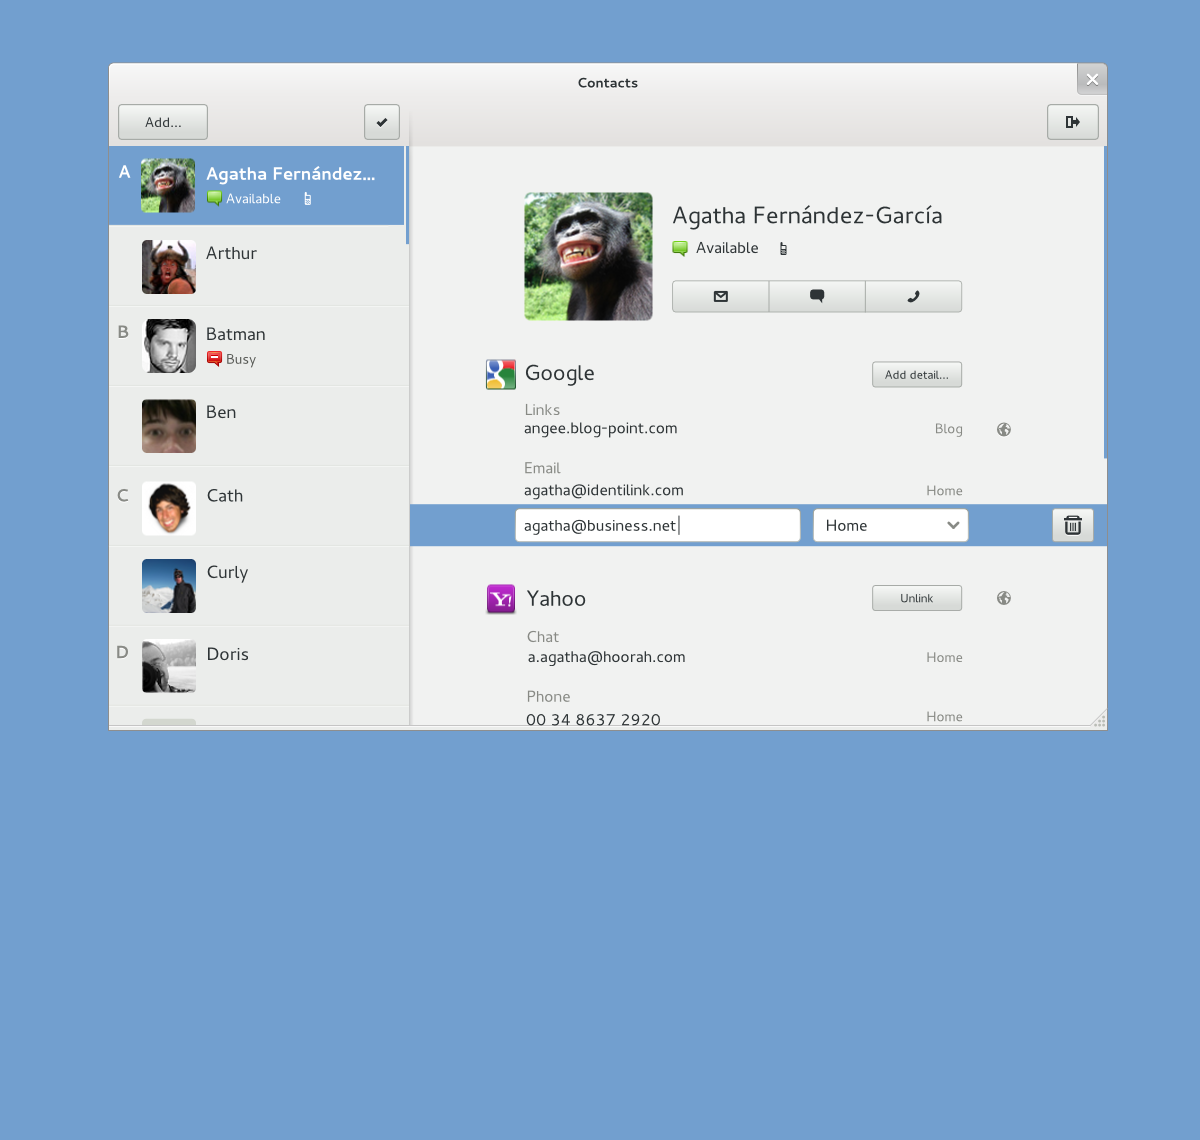 Contacts
Add...
A
Agatha Fernández...
Available
Arthur
B
Batman
Busy
Ben
C
Cath
Curly
D
Doris
Agatha Fernández-García
Available
Google
Add detail...
Links
angee.blog-point.com
Blog
Email
agatha@identilink.com
Home
agatha@business.net
Home
Y!
Yahoo
Unlink
Chat
a.agatha@hoorah.com
Home
Phone
00 34 8637 2920
Home